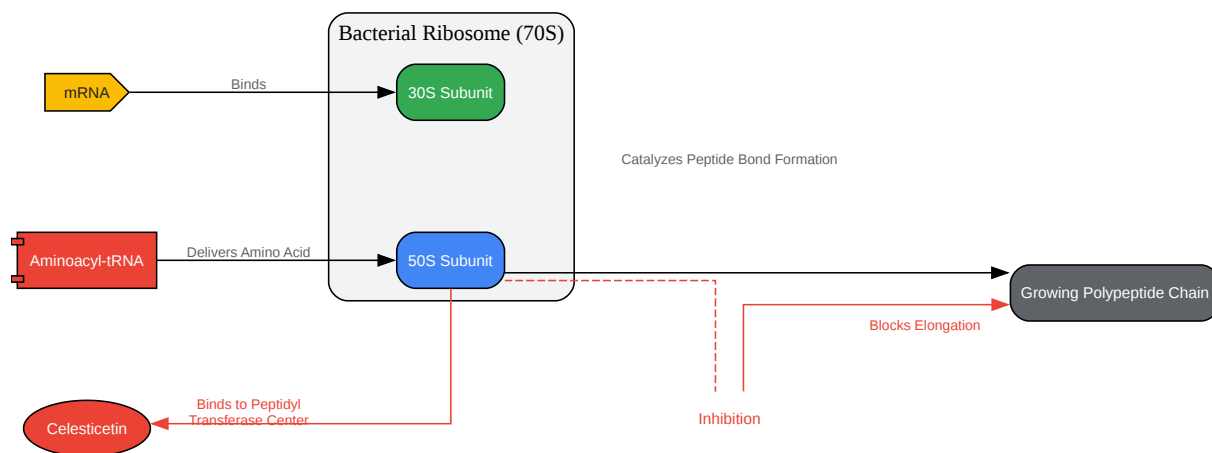 Bacterial Ribosome (70S)
mRNA
Binds
30S Subunit
Catalyzes Peptide Bond Formation
Aminoacyl-tRNA
Delivers Amino Acid
50S Subunit
Growing Polypeptide Chain
Blocks Elongation
Binds to Peptidyl
Transferase Center
Inhibition
Celesticetin